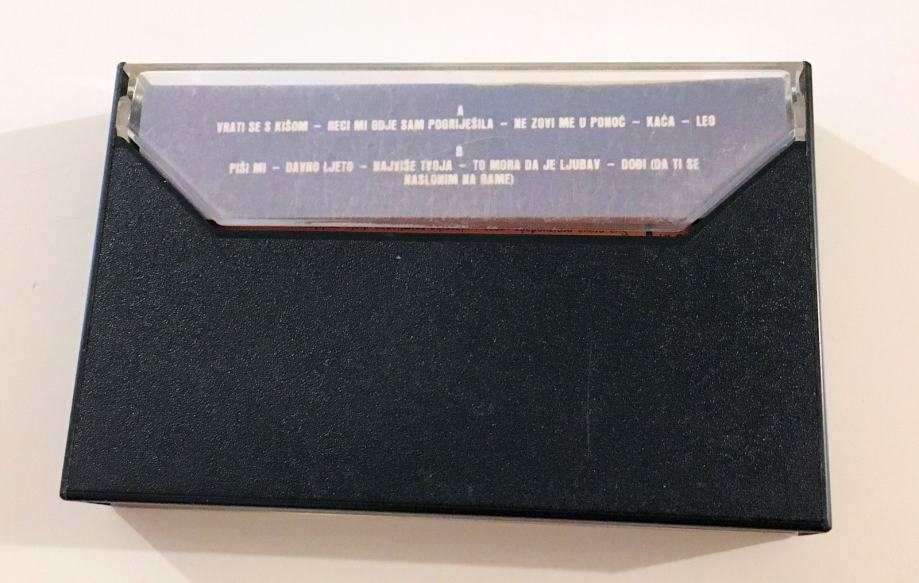 A
VRATI SE S KIŠOM – RECI MI GDJE SAM POGRIJEŠILA – NE ZOVI ME U PONOĆ – KAĆA – LEO
B
PIŠI MI – DAVNO LJETO – NAJVIŠE TVOJA – TO MORA DA JE LJUBAV – DOĐI (DA TI SE
NASLONIM NA RAME)